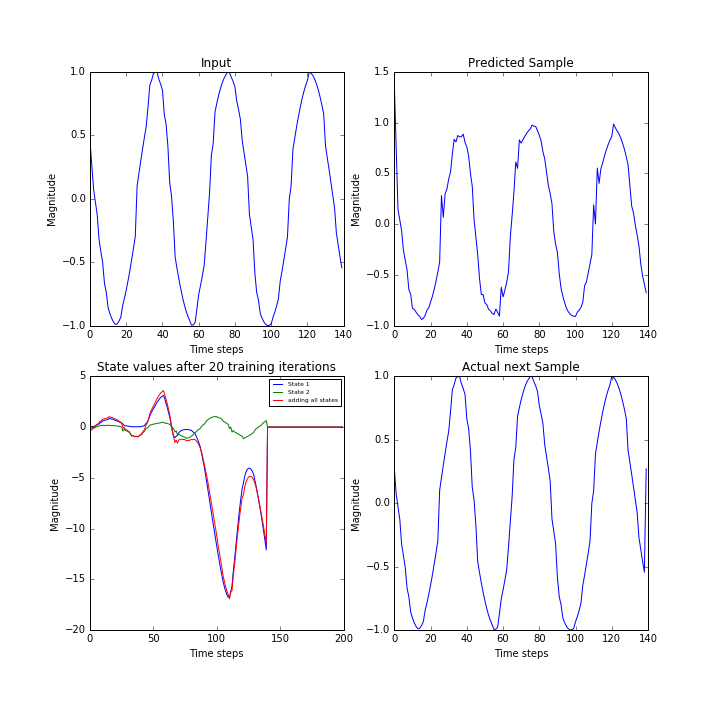 Input
1.0
0.5
0.0
−0.5
−1.0
Magnitude
0 20 40 60 80 100 120 140
Time steps
Predicted Sample
1.5
1.0
0.5
0.0
−0.5
−1.0
Magnitude
0 20 40 60 80 100 120 140
Time steps
State values after 20 training iterations
5
0
−5
−10
−15
−20
Magnitude
State 1
State 2
adding all states
0 50 100 150 200
Time steps
Actual next Sample
1.0
0.5
0.0
−0.5
−1.0
Magnitude
0 20 40 60 80 100 120 140
Time steps